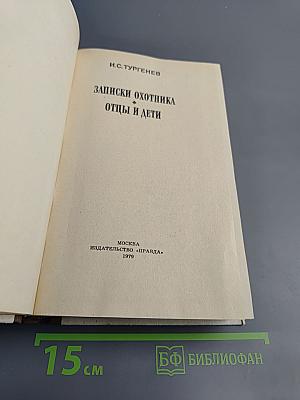 И.С.ТУРГЕНЕВ
ЗАПИСКИ ОХОТНИКА
ОТЦЫ И ДЕТИ
МОСКВА
ИЗДАТЕЛЬСТВО «ПРАВДА»
1979
15 см
БФ БИБЛИОФАН